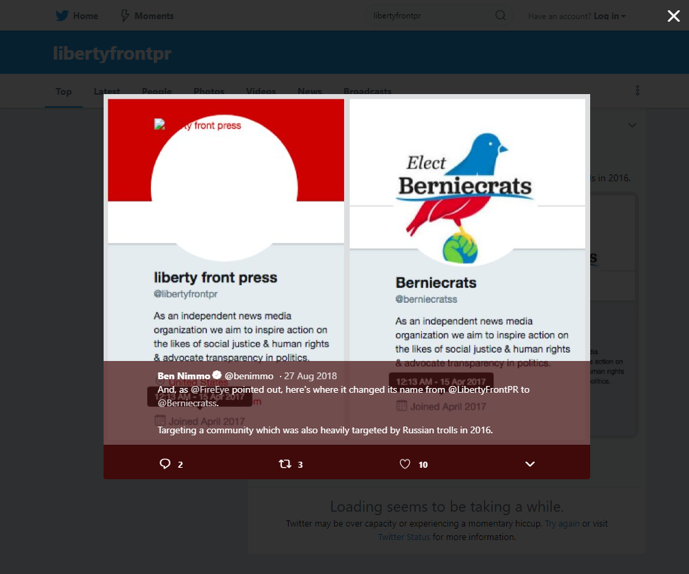 Home
Moments
libertyfrontpr
Have an account? Log in
libertyfrontpr
Top
Latest
People
Photos
Videos
News
Broadcasts
liberty front press
@libertyfrontpr
As an independent news media
organization we aim to inspire action on
the likes of social justice & human rights
& advocate transparency in politics.
12:13 AM - 15 Apr 2017
Joined April 2017
Elect
Berniecrats
Berniecrats
@berniecratss
As an independent news media
organization we aim to inspire action on
the likes of social justice & human rights
& advocate transparency in politics.
12:13 AM - 15 Apr 2017
Joined April 2017
Ben Nimmo @benimmo · 27 Aug 2018
And, as @FireEye pointed out, here's where it changed its name from @LibertyFrontPR to
@Berniecratss.
Targeting a community which was also heavily targeted by Russian trolls in 2016.
2
3
10
in 2016.
Loading seems to be taking a while.
Twitter may be over capacity or experiencing a momentary hiccup. Try again or visit
Twitter Status for more information.